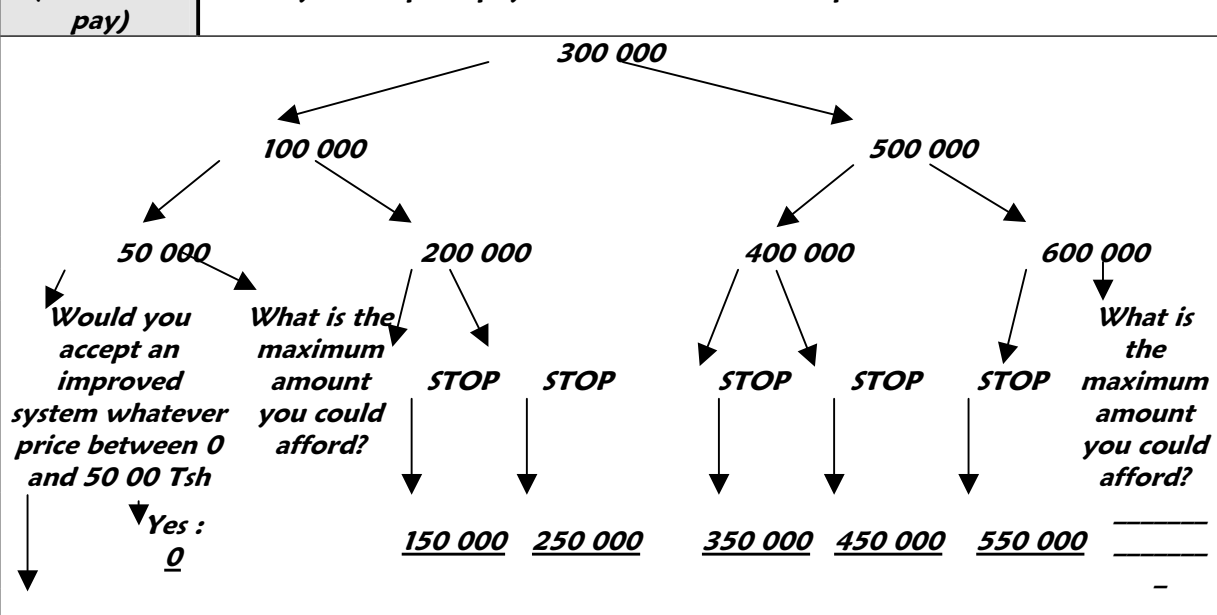 pay)
300 000
100 000
500 000
50 000
200 000
400 000
600 000
Would you
accept an
improved
system whatever
price between 0
and 50 00 Tsh
What is the
maximum
amount
you could
afford?
STOP
STOP
STOP
STOP
STOP
What is
the
maximum
amount
you could
afford?
Yes :
0
150 000
250 000
350 000
450 000
550 000
_______
_______
_